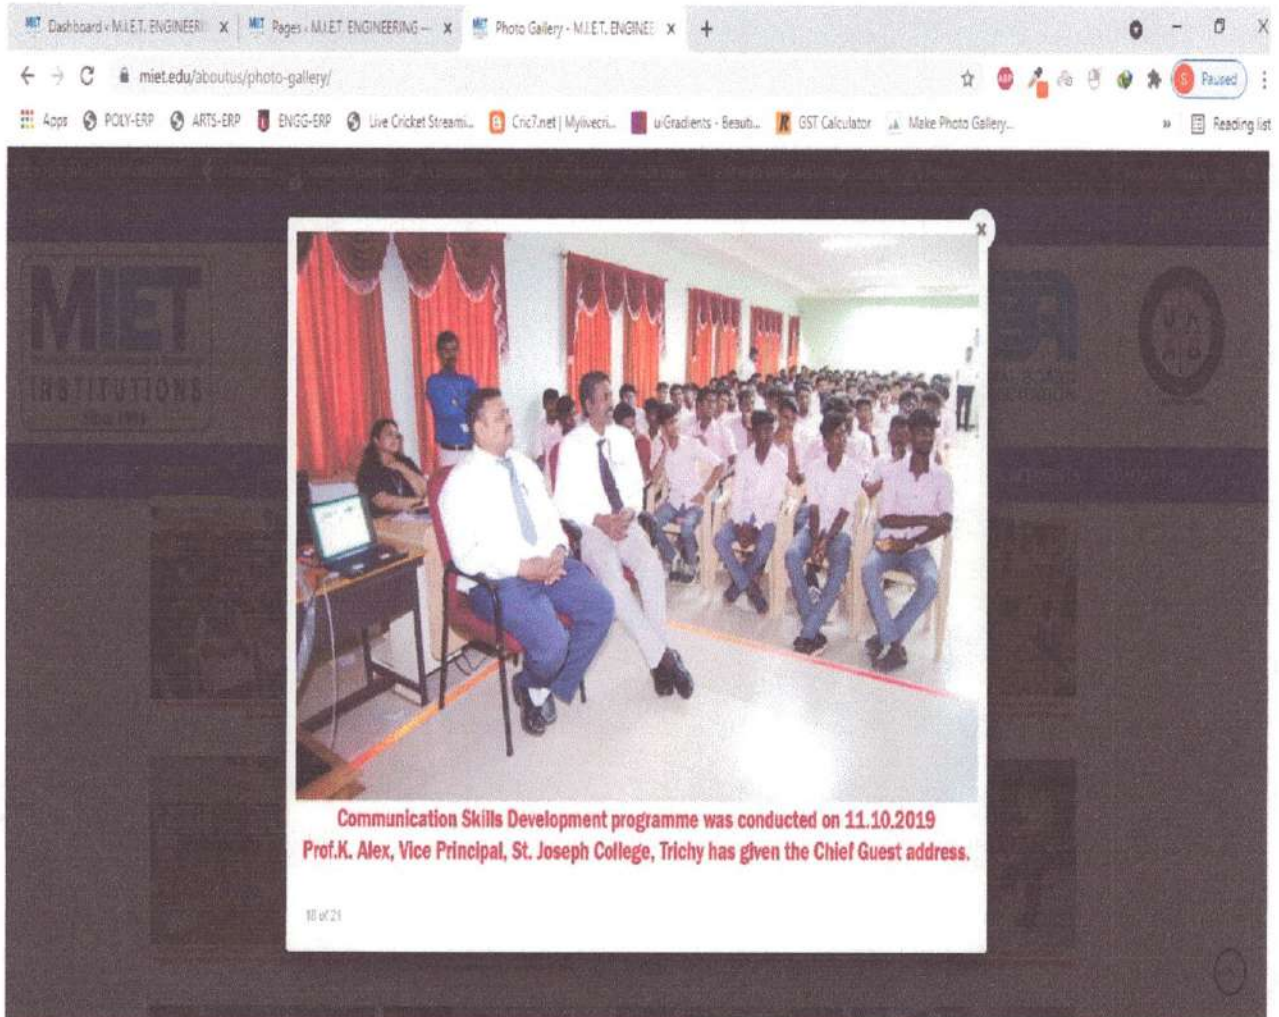 Dashboard ‹ M.I.E.T. ENGINEERI
Pages ‹ M.I.E.T. ENGINEERING —
Photo Gallery - M.I.E.T. ENGINEE
miet.edu/aboutus/photo-gallery/
ABP
S
Paused
Apps
POLY-ERP
ARTS-ERP
ENGG-ERP
Live Cricket Streami...
Cric7.net | Mylivecri...
uiGradients - Beauti...
GST Calculator
Make Photo Gallery...
»
Reading list
MIET
INSTITUTIONS
x
Communication Skills Development programme was conducted on 11.10.2019
Prof.K. Alex, Vice Principal, St. Joseph College, Trichy has given the Chief Guest address.
18 of 21